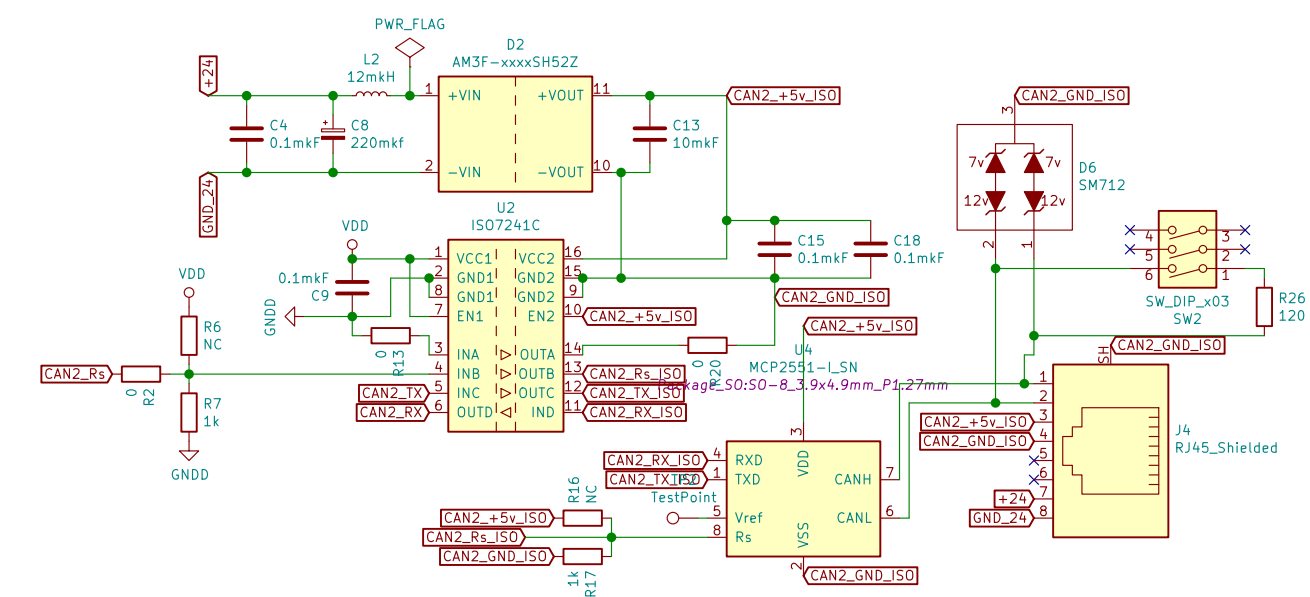 PWR_FLAG
+24
L2
12mkH
D2
AM3F-xxxxSH52Z
1
+VIN
+VOUT
11
CAN2_+5v_ISO
C4
0.1mkF
+
C8
220mkf
C13
10mkF
2
-VIN
-VOUT
10
GND_24
CAN2_GND_ISO
3
7v
7v
12v
12v
D6
SM712
2
1
4
3
5
2
6
1
SW_DIP_x03
SW2
R26
120
VDD
0.1mkF
C9
GNDD
U2
ISO7241C
1
VCC1
VCC2
16
2
GND1
GND2
15
8
GND1
GND2
9
7
EN1
EN2
10
CAN2_+5v_ISO
3
INA
OUTA
14
4
INB
OUTB
13
CAN2_Rs_ISO
CAN2_TX
5
INC
OUTC
12
CAN2_TX_ISO
CAN2_RX
6
OUTD
IND
11
CAN2_RX_ISO
C15
0.1mkF
C18
0.1mkF
CAN2_GND_ISO
0
R13
0
R20
VDD
R6
NC
CAN2_Rs
0
R2
R7
1k
GNDD
CAN2_+5v_ISO
U4
MCP2551-I_SN
Package_SO:SO-8_3.9x4.9mm_P1.27mm
3
VDD
CAN2_RX_ISO
4
RXD
CAN2_TX_ISO
1
TXD
CANH
7
TP2
TestPoint
5
Vref
CANL
6
8
Rs
VSS
2
CAN2_GND_ISO
R16
NC
CAN2_+5v_ISO
CAN2_Rs_ISO
CAN2_GND_ISO
1k
R17
CAN2_GND_ISO
SH
1
2
CAN2_+5v_ISO
3
CAN2_GND_ISO
4
5
6
+24
7
GND_24
8
J4
RJ45_Shielded